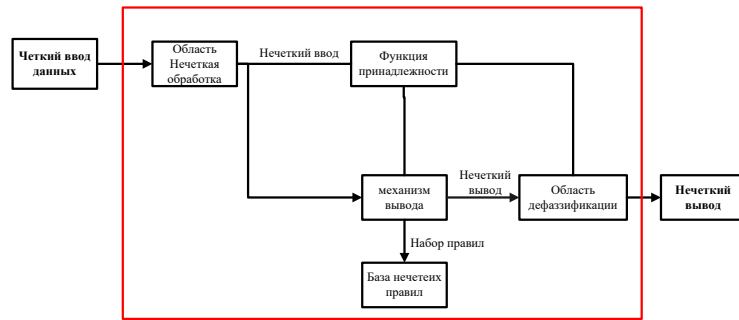 Четкий ввод
данных
Область
Нечеткая
обработка
Нечеткий ввод
Функция
принадлежности
механизм
вывода
Нечеткий
вывод
Область
дефаззификации
Нечеткий
вывод
Набор правил
База нечетеих
правил